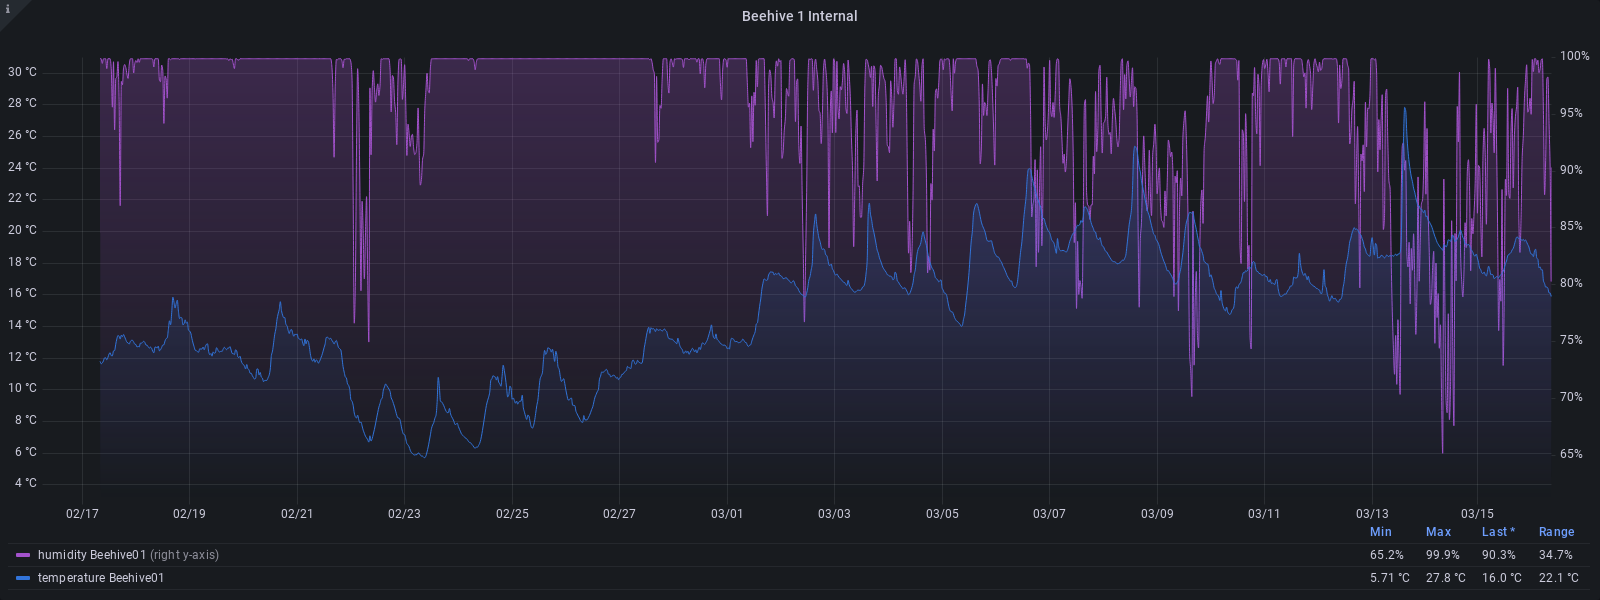 i
Beehive 1 Internal
30 °C
28 °C
26 °C
24 °C
22 °C
20 °C
18 °C
16 °C
14 °C
12 °C
10 °C
8 °C
6 °C
4 °C
100%
95%
90%
85%
80%
75%
70%
65%
02/17 02/19 02/21 02/23 02/25 02/27 03/01 03/03 03/05 03/07 03/09 03/11 03/13 03/15
Min Max Last * Range
humidity Beehive01 (right y-axis) 65.2% 99.9% 90.3% 34.7%
temperature Beehive01 5.71 °C 27.8 °C 16.0 °C 22.1 °C